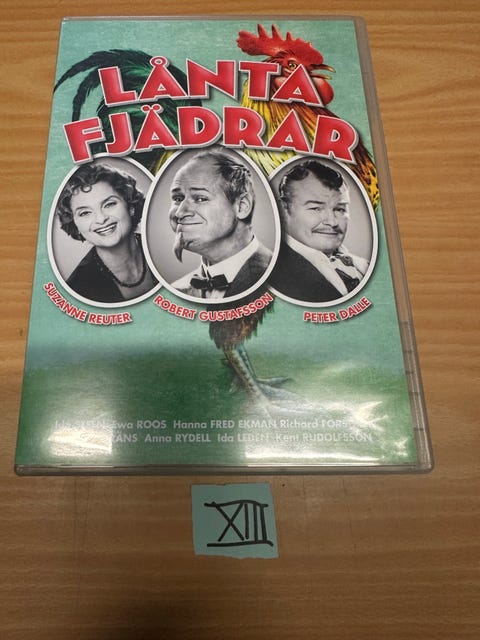 LÅNTA
FJÄDRAR
SUZANNE REUTER
ROBERT GUSTAFSSON
PETER DALLE
Ewa ROOS Hanna FRED EKMAN Richard
Anna RYDELL Ida LEDEN Kent RUDOLFSSON
XIII